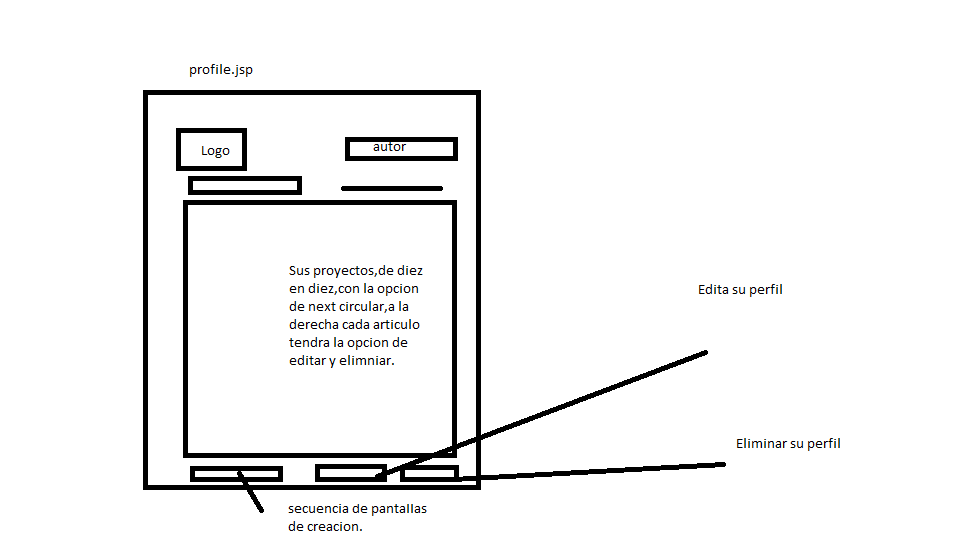 profile.jsp
Logo
autor
Sus proyectos,de diez
en diez,con la opcion
de next circular,a la
derecha cada articulo
tendra la opcion de
editar y elimniar.
Edita su perfil
Eliminar su perfil
secuencia de pantallas
de creacion.